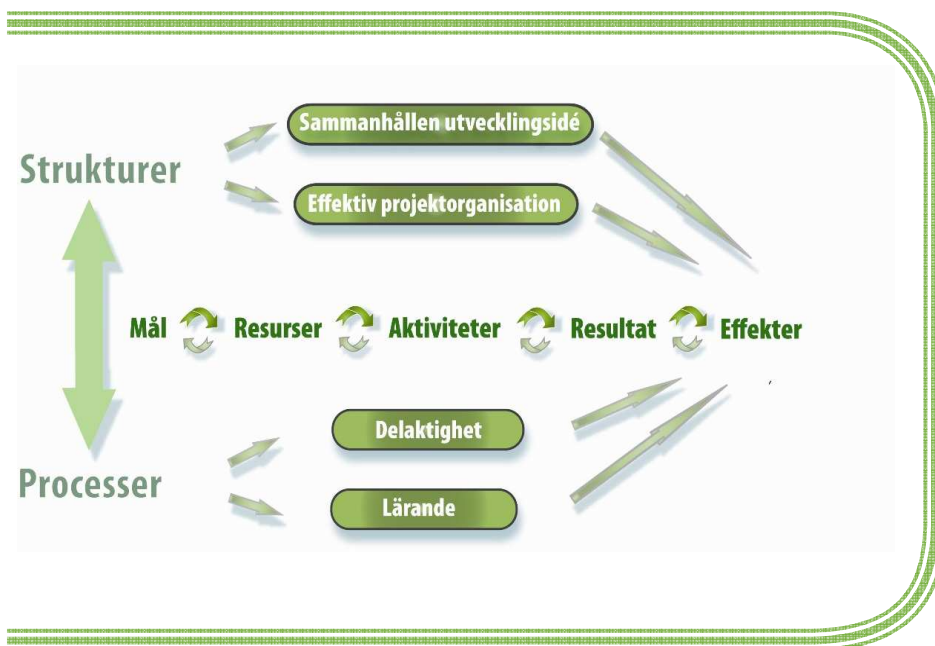 Sammanhållen utvecklingsidé
Strukturer
Effektiv projektorganisation
Mål Resurser Aktiviteter Resultat Effekter
Delaktighet
Processer
Lärande